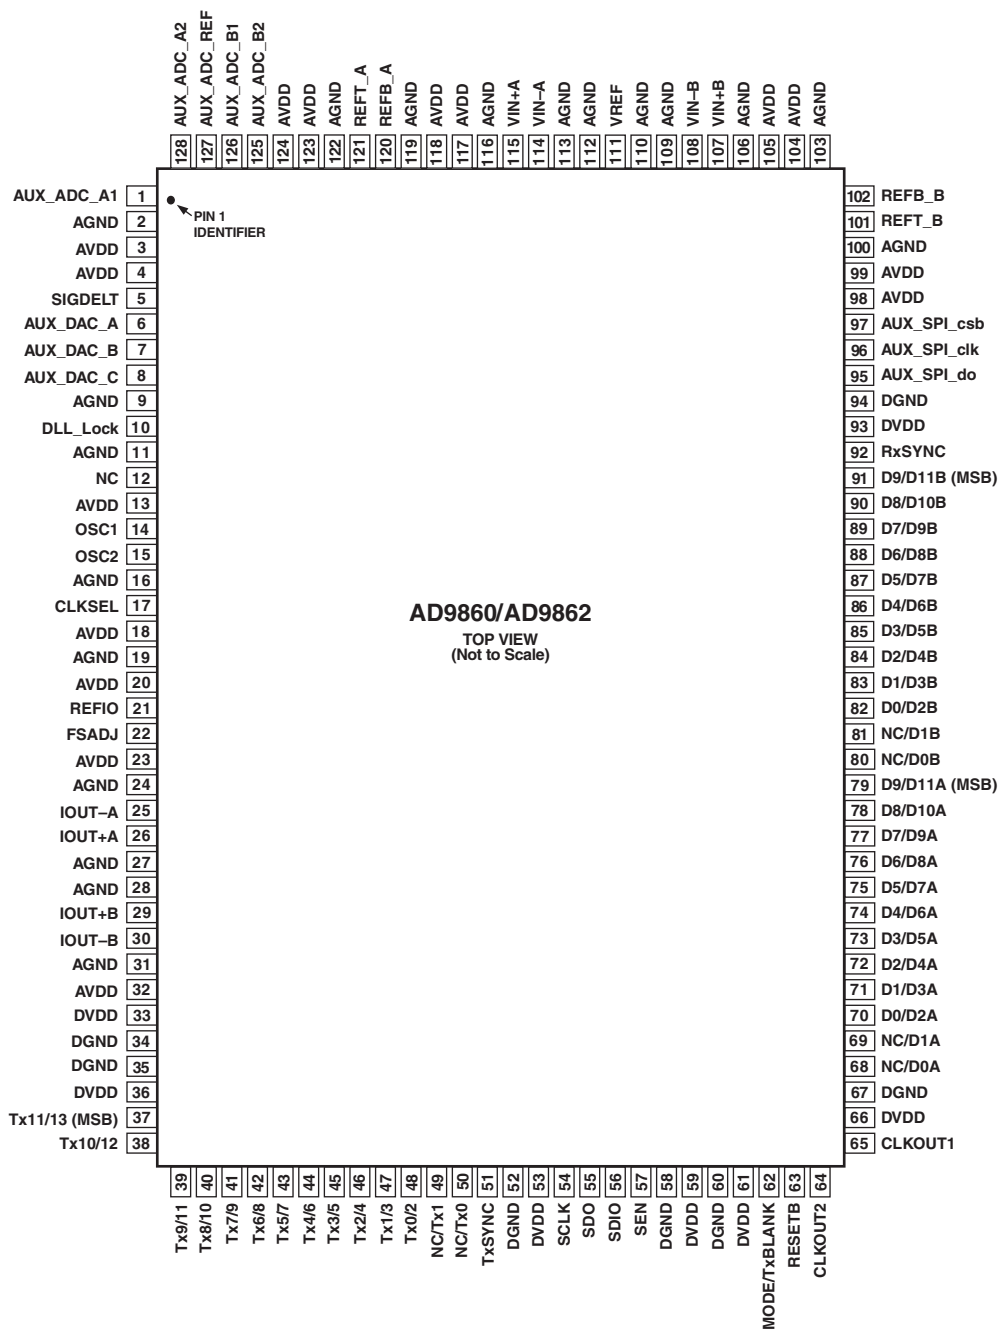 AUX_ADC_A2
AUX_ADC_REF
AUX_ADC_B1
AUX_ADC_B2
AVDD
AVDD
AGND
REFT_A
REFB_A
AGND
AVDD
AVDD
AGND
VIN+A
VIN–A
AGND
AGND
VREF
AGND
AGND
VIN–B
VIN+B
AGND
AVDD
AVDD
AGND
128
127
126
125
124
123
122
121
120
119
118
117
116
115
114
113
112
111
110
109
108
107
106
105
104
103
AUX_ADC_A1 1
AGND 2
AVDD 3
AVDD 4
SIGDELT 5
AUX_DAC_A 6
AUX_DAC_B 7
AUX_DAC_C 8
AGND 9
DLL_Lock 10
AGND 11
NC 12
AVDD 13
OSC1 14
OSC2 15
AGND 16
CLKSEL 17
AVDD 18
AGND 19
AVDD 20
REFIO 21
FSADJ 22
AVDD 23
AGND 24
IOUT–A 25
IOUT+A 26
AGND 27
AGND 28
IOUT+B 29
IOUT–B 30
AGND 31
AVDD 32
DVDD 33
DGND 34
DGND 35
DVDD 36
Tx11/13 (MSB) 37
Tx10/12 38
PIN 1
IDENTIFIER
AD9860/AD9862
TOP VIEW
(Not to Scale)
102 REFB_B
101 REFT_B
100 AGND
99 AVDD
98 AVDD
97 AUX_SPI_csb
96 AUX_SPI_clk
95 AUX_SPI_do
94 DGND
93 DVDD
92 RxSYNC
91 D9/D11B (MSB)
90 D8/D10B
89 D7/D9B
88 D6/D8B
87 D5/D7B
86 D4/D6B
85 D3/D5B
84 D2/D4B
83 D1/D3B
82 D0/D2B
81 NC/D1B
80 NC/D0B
79 D9/D11A (MSB)
78 D8/D10A
77 D7/D9A
76 D6/D8A
75 D5/D7A
74 D4/D6A
73 D3/D5A
72 D2/D4A
71 D1/D3A
70 D0/D2A
69 NC/D1A
68 NC/D0A
67 DGND
66 DVDD
65 CLKOUT1
39
40
41
42
43
44
45
46
47
48
49
50
51
52
53
54
55
56
57
58
59
60
61
62
63
64
Tx9/11
Tx8/10
Tx7/9
Tx6/8
Tx5/7
Tx4/6
Tx3/5
Tx2/4
Tx1/3
Tx0/2
NC/Tx1
NC/Tx0
TxSYNC
DGND
DVDD
SCLK
SDO
SDIO
SEN
DGND
DVDD
DGND
DVDD
MODE/TxBLANK
RESETB
CLKOUT2